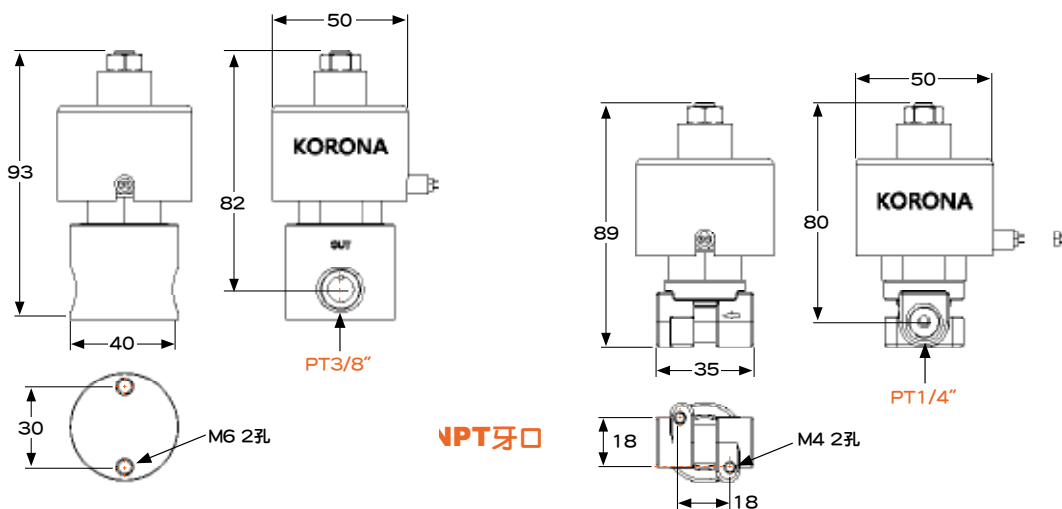 50
93
KORONA
82
OUT
40
PT3/8"
30
M6 2孔
NPT牙口
50
89
KORONA
80
35
PT1/4"
18
M4 2孔
18